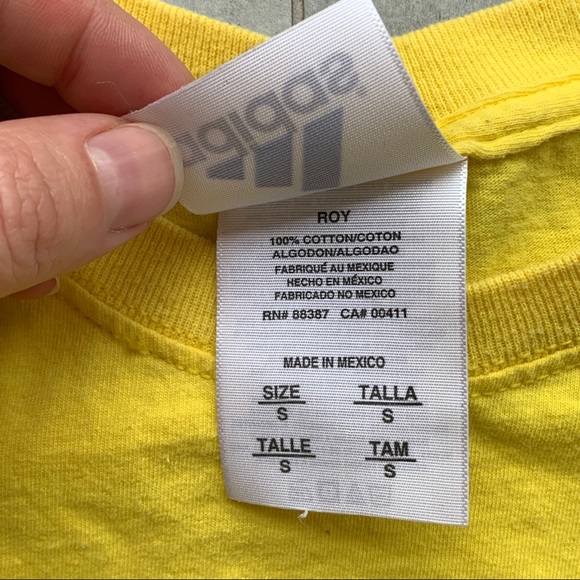 adidas
ROY
100% COTTON/COTON
ALGODON/ALGODAO
FABRIQUÉ AU MEXIQUE
HECHO EN MÉXICO
FABRICADO NO MEXICO
RN# 88387 CA# 00411
MADE IN MEXICO
SIZE TALLA
S S
TALLE TAM
S S